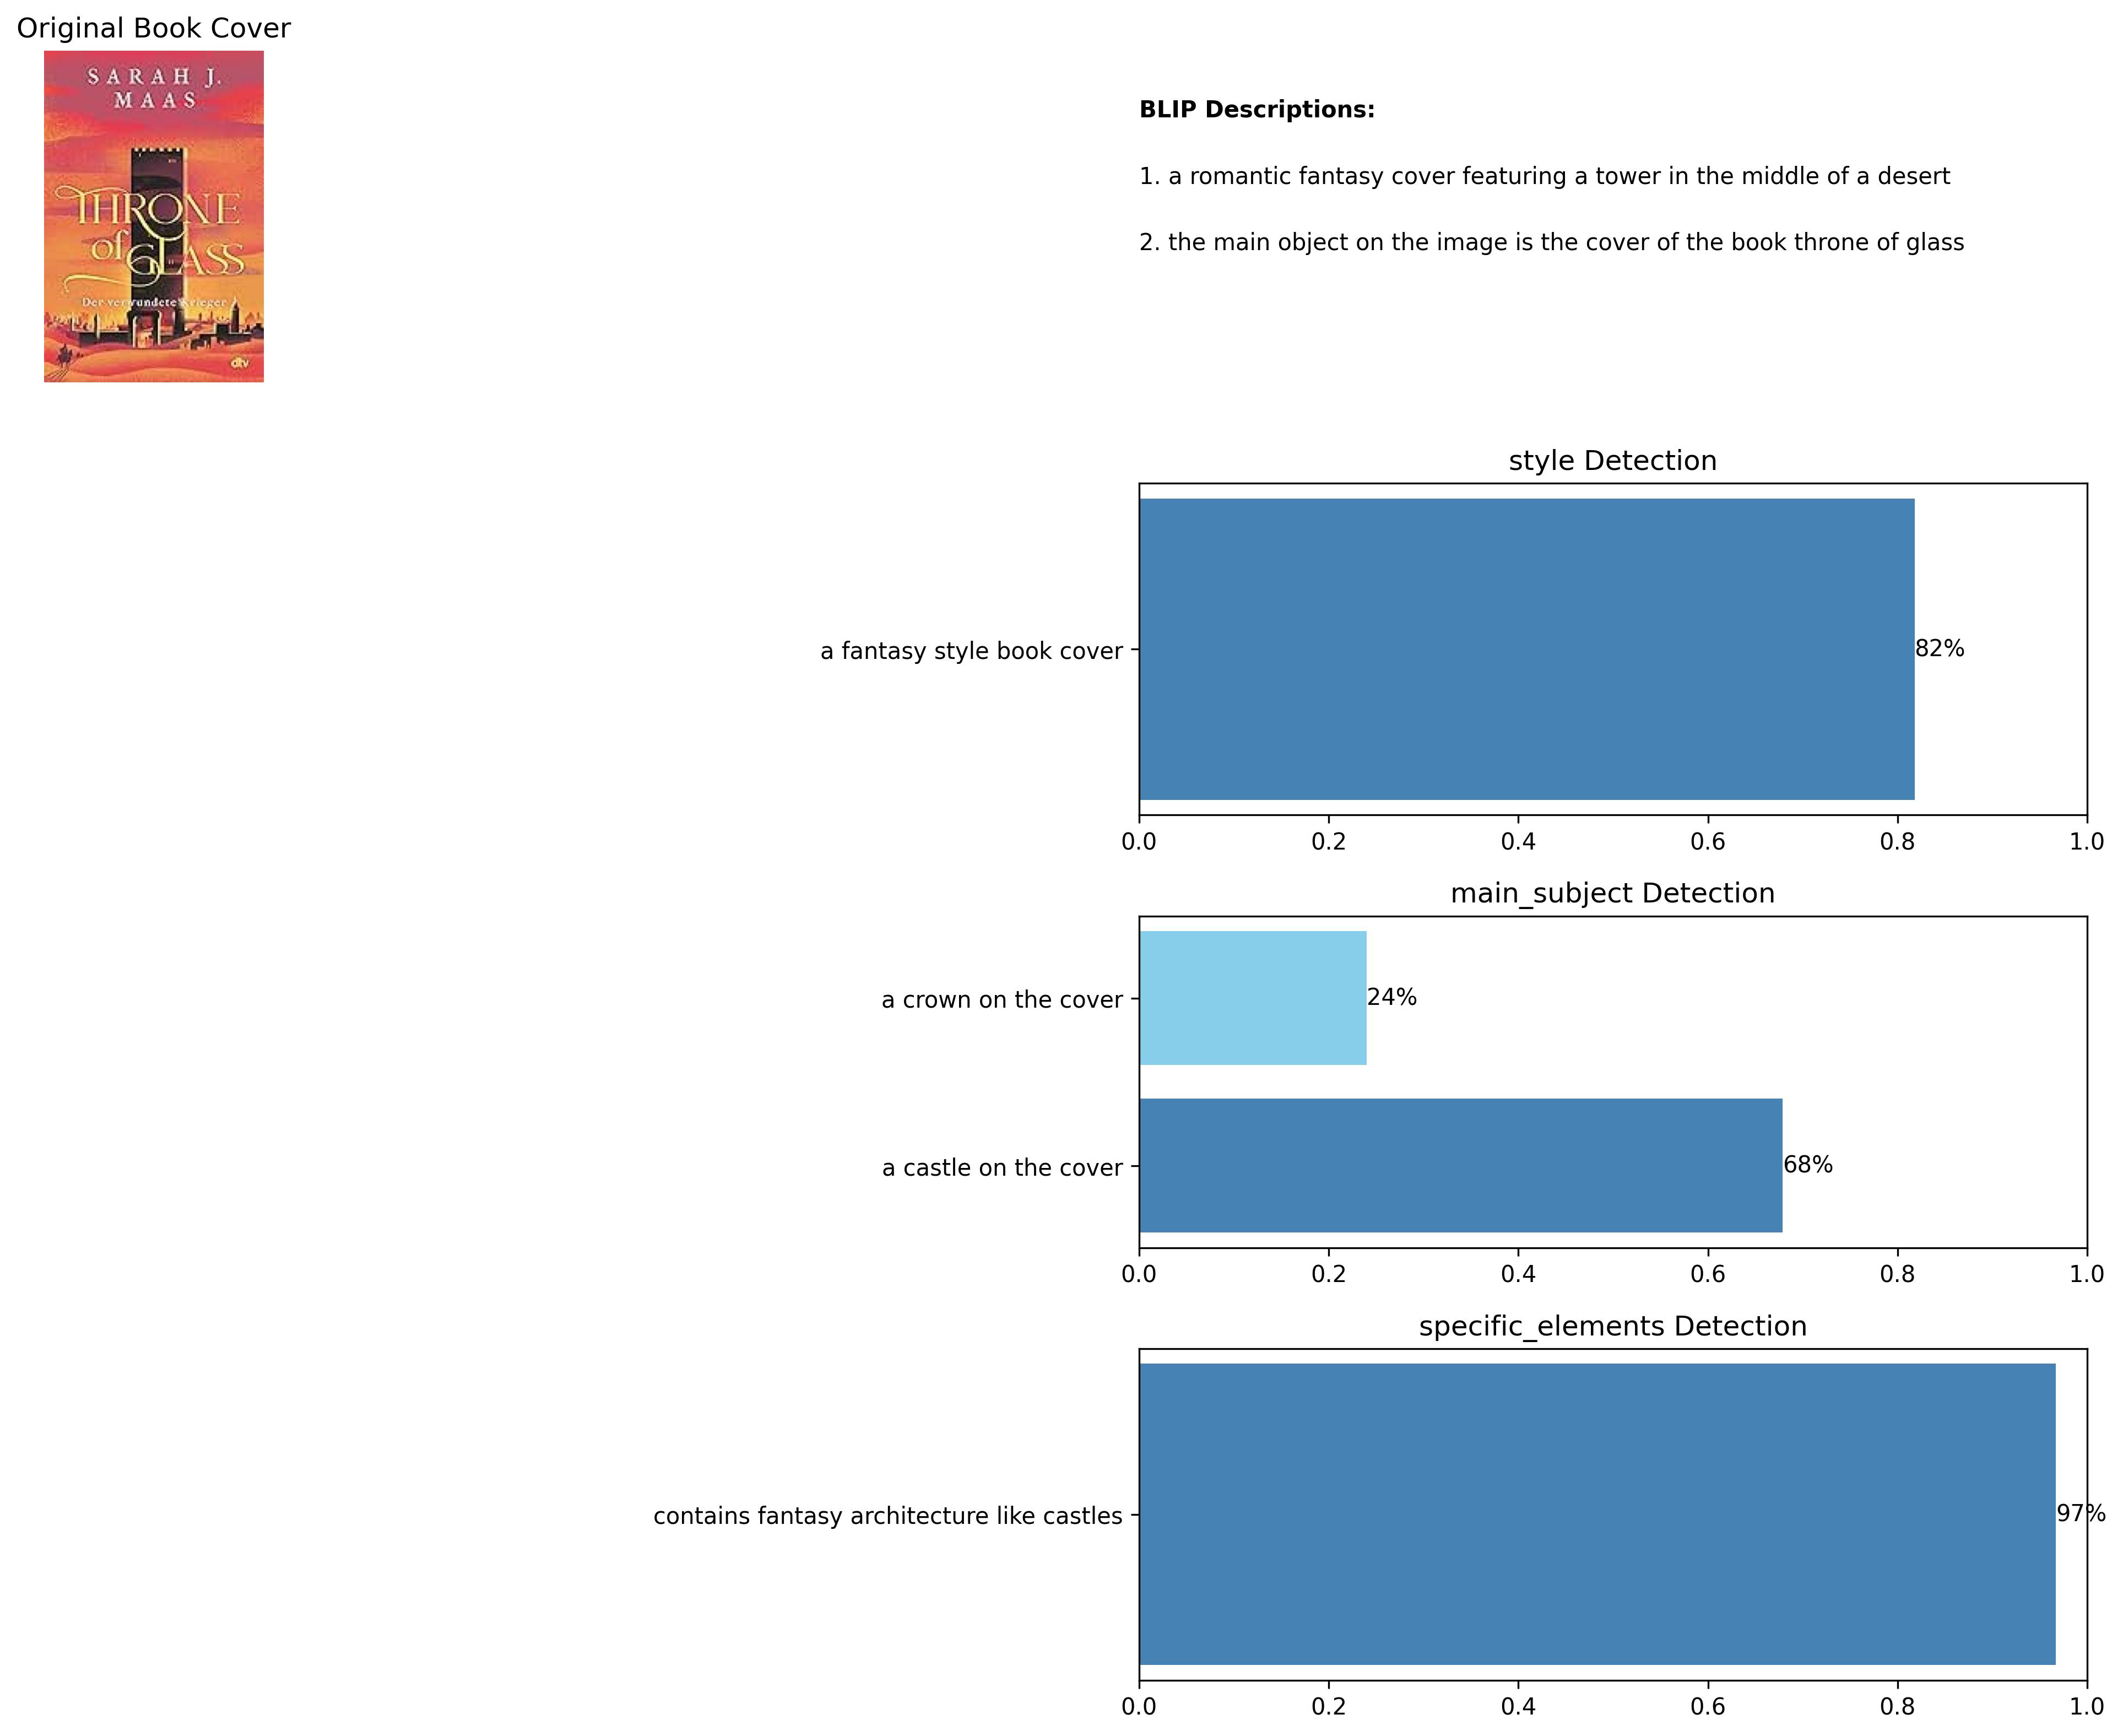 Original Book Cover
SARAH J.
MAAS
THRONE
of GLASS
Der verwundete Krieger
dtv
BLIP Descriptions:
1. a romantic fantasy cover featuring a tower in the middle of a desert
2. the main object on the image is the cover of the book throne of glass
style Detection
a fantasy style book cover
82%
0.0 0.2 0.4 0.6 0.8 1.0
main_subject Detection
a crown on the cover
24%
a castle on the cover
68%
0.0 0.2 0.4 0.6 0.8 1.0
specific_elements Detection
contains fantasy architecture like castles
97%
0.0 0.2 0.4 0.6 0.8 1.0